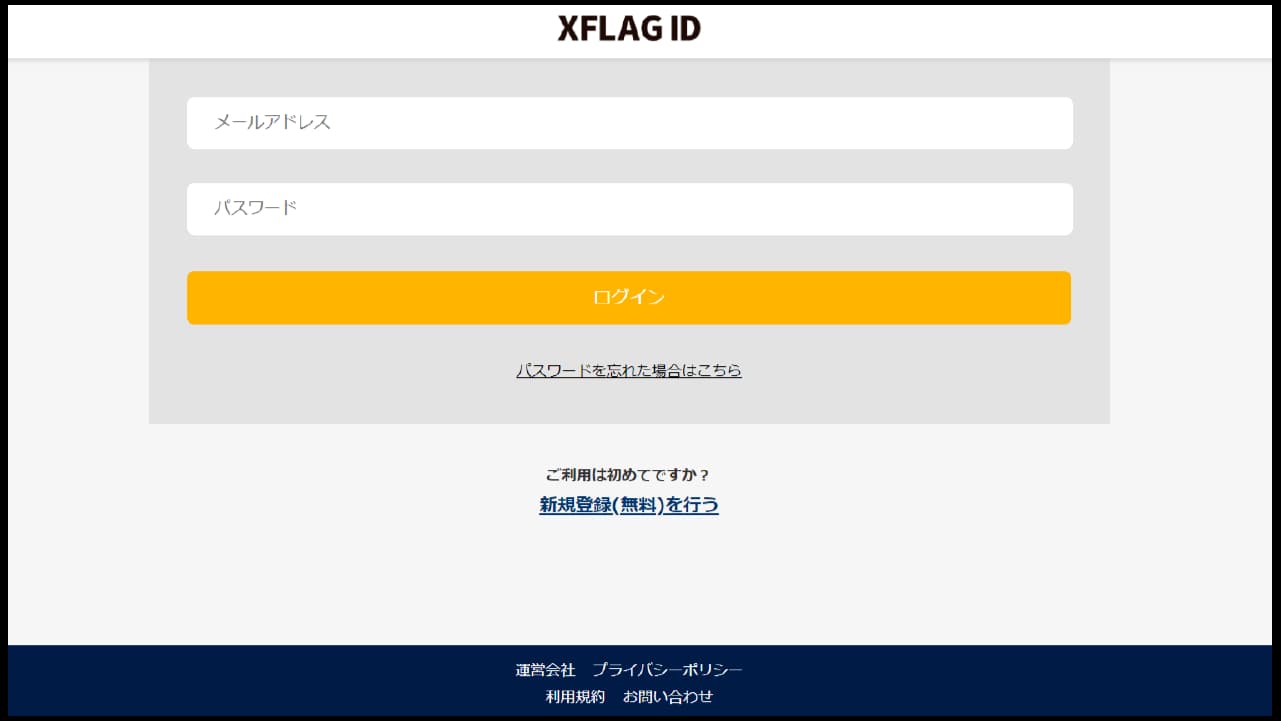 XFLAG ID
メールアドレス
パスワード
ログイン
パスワードを忘れた場合はこちら
ご利用は初めてですか？
新規登録(無料)を行う
運営会社 プライバシーポリシー
利用規約 お問い合わせ